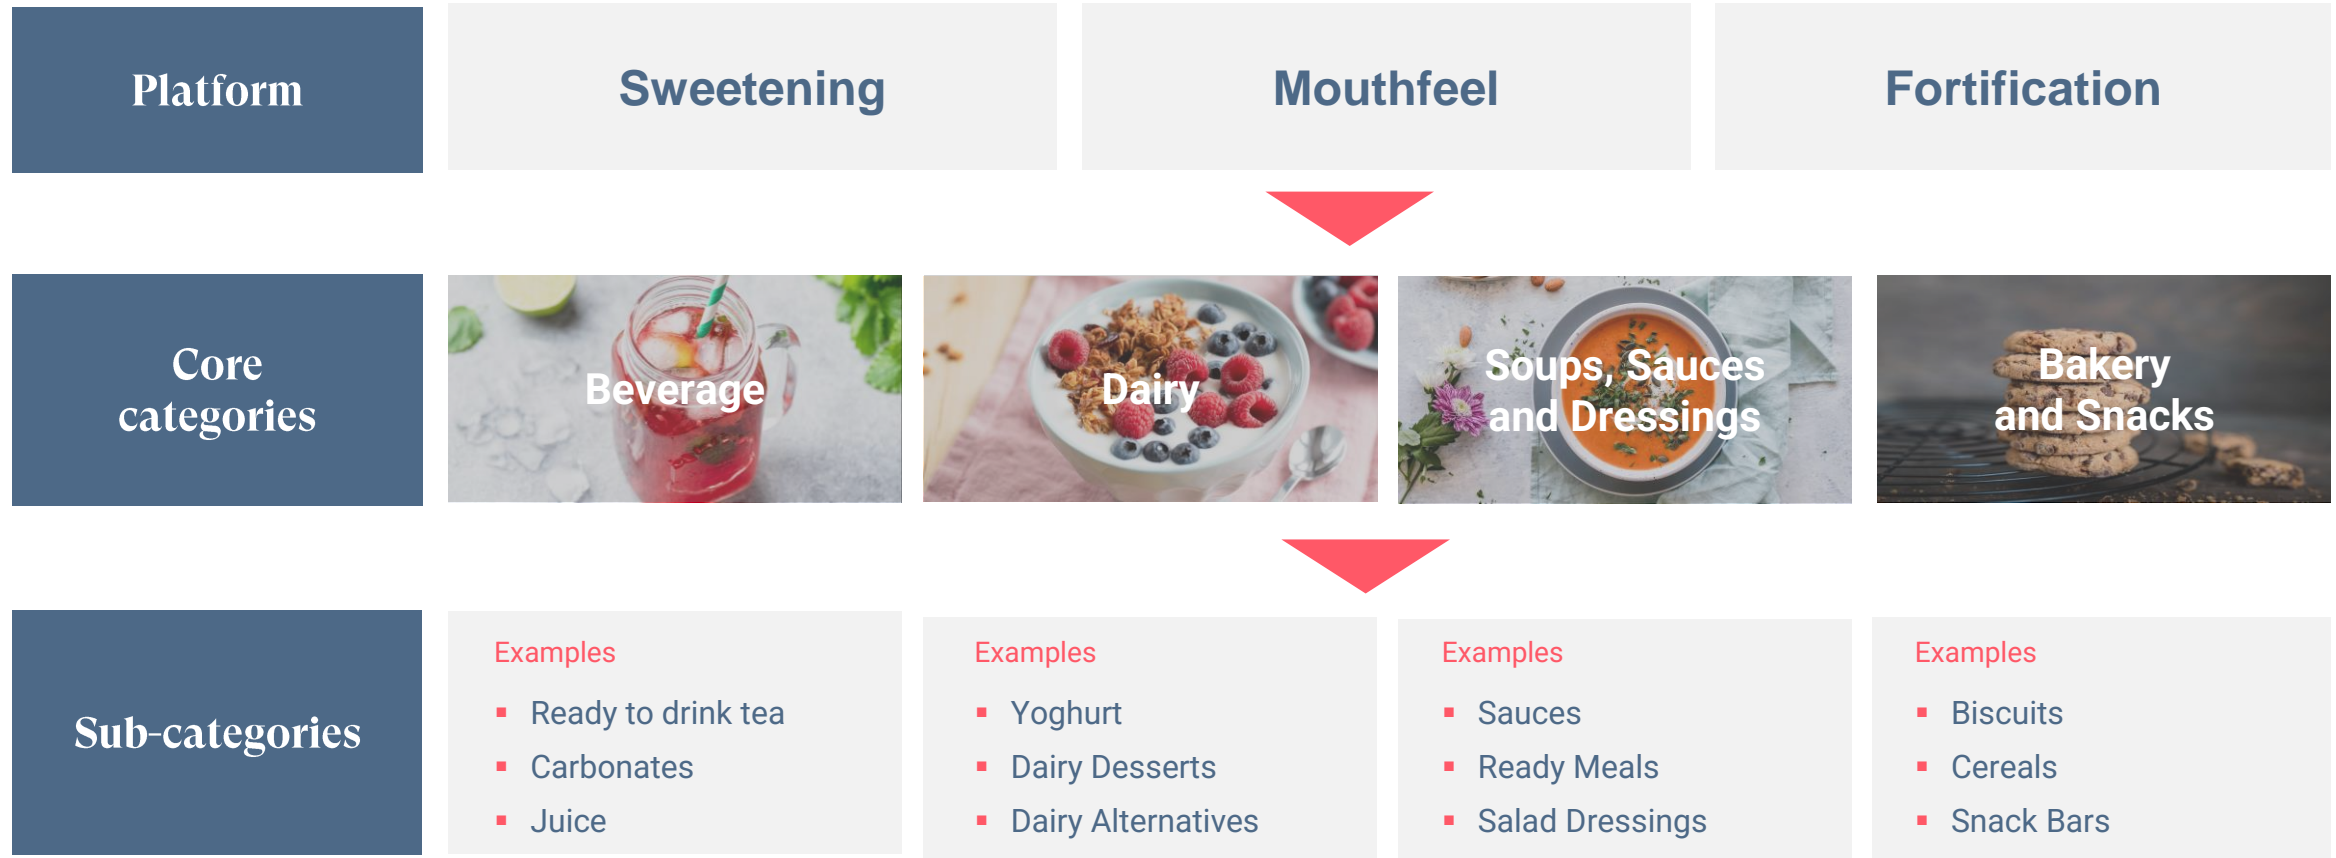 Platform
Sweetening
Mouthfeel
Fortification
Core
categories
Beverage
Dairy
Soups, Sauces
and Dressings
Bakery
and Snacks
Sub-categories
Examples
▪ Ready to drink tea
▪ Carbonates
▪ Juice
Examples
▪ Yoghurt
▪ Dairy Desserts
▪ Dairy Alternatives
Examples
▪ Sauces
▪ Ready Meals
▪ Salad Dressings
Examples
▪ Biscuits
▪ Cereals
▪ Snack Bars